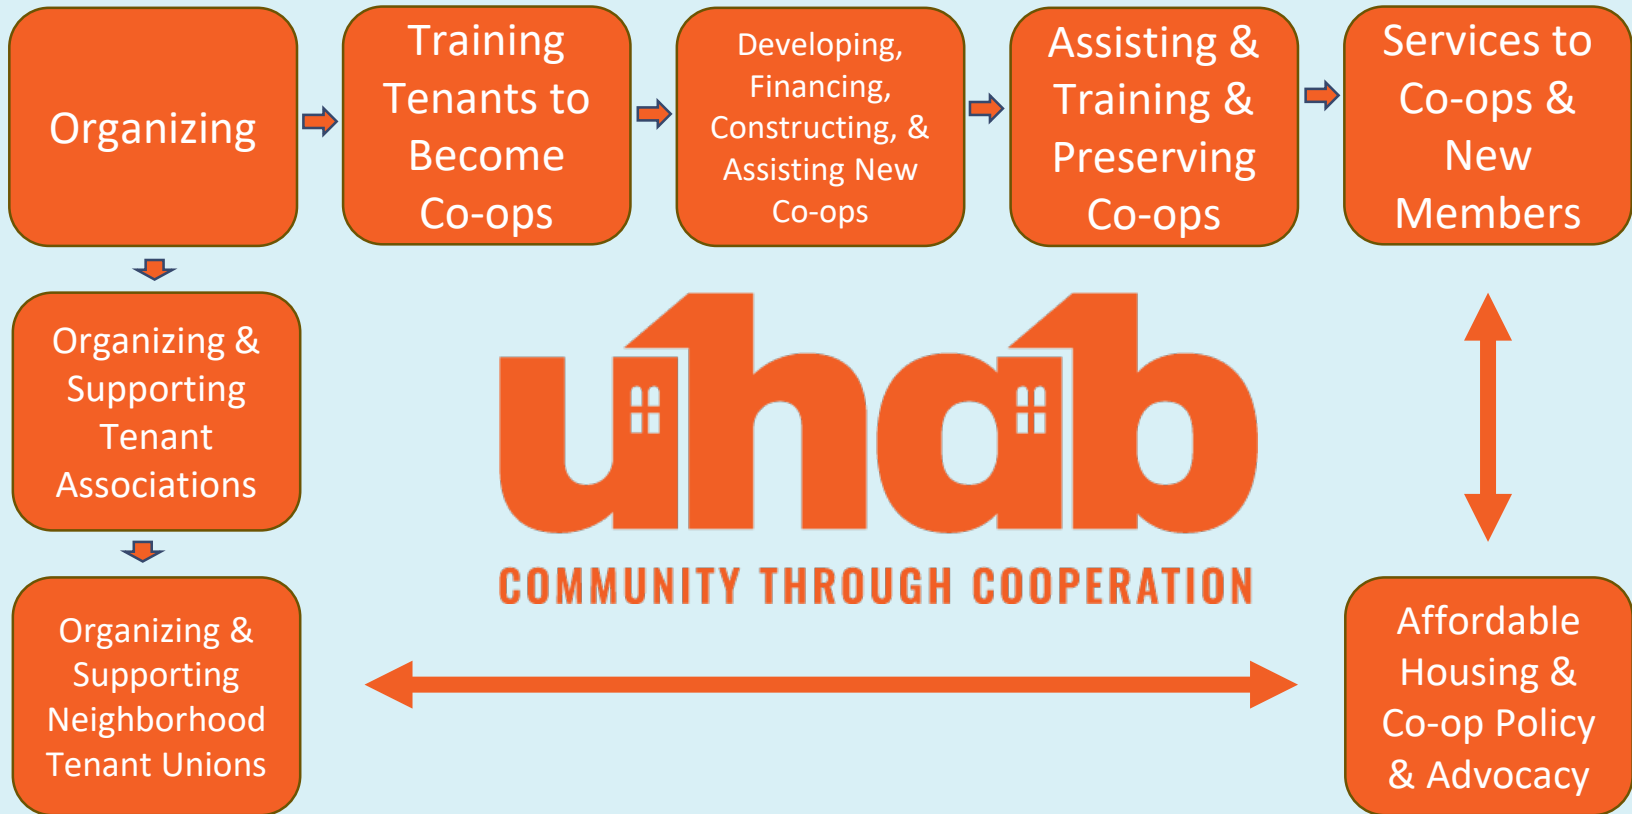 Organizing
Training
Tenants to
Become
Co-ops
Developing,
Financing,
Constructing, &
Assisting New
Co-ops
Assisting &
Training &
Preserving
Co-ops
Services to
Co-ops &
New
Members
Organizing &
Supporting
Tenant
Associations
uhab
COMMUNITY THROUGH COOPERATION
Organizing &
Supporting
Neighborhood
Tenant Unions
Affordable
Housing &
Co-op Policy
& Advocacy